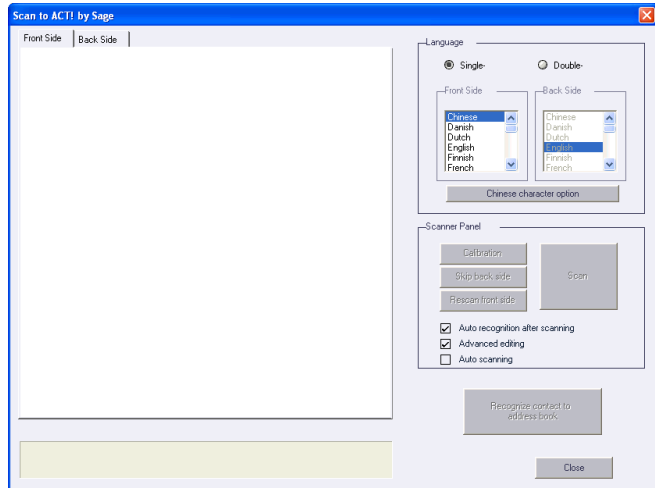 Scan to ACT! by Sage
Front Side
Back Side
Language
Single-
Double-
Front Side
Back Side
Chinese
Danish
Dutch
English
Finnish
French
Chinese
Danish
Dutch
English
Finnish
French
Chinese character option
Scanner Panel
Calibration
Skip back side
Rescan front side
Scan
Auto recognition after scanning
Advanced editing
Auto scanning
Recognize contact to
address book
Close